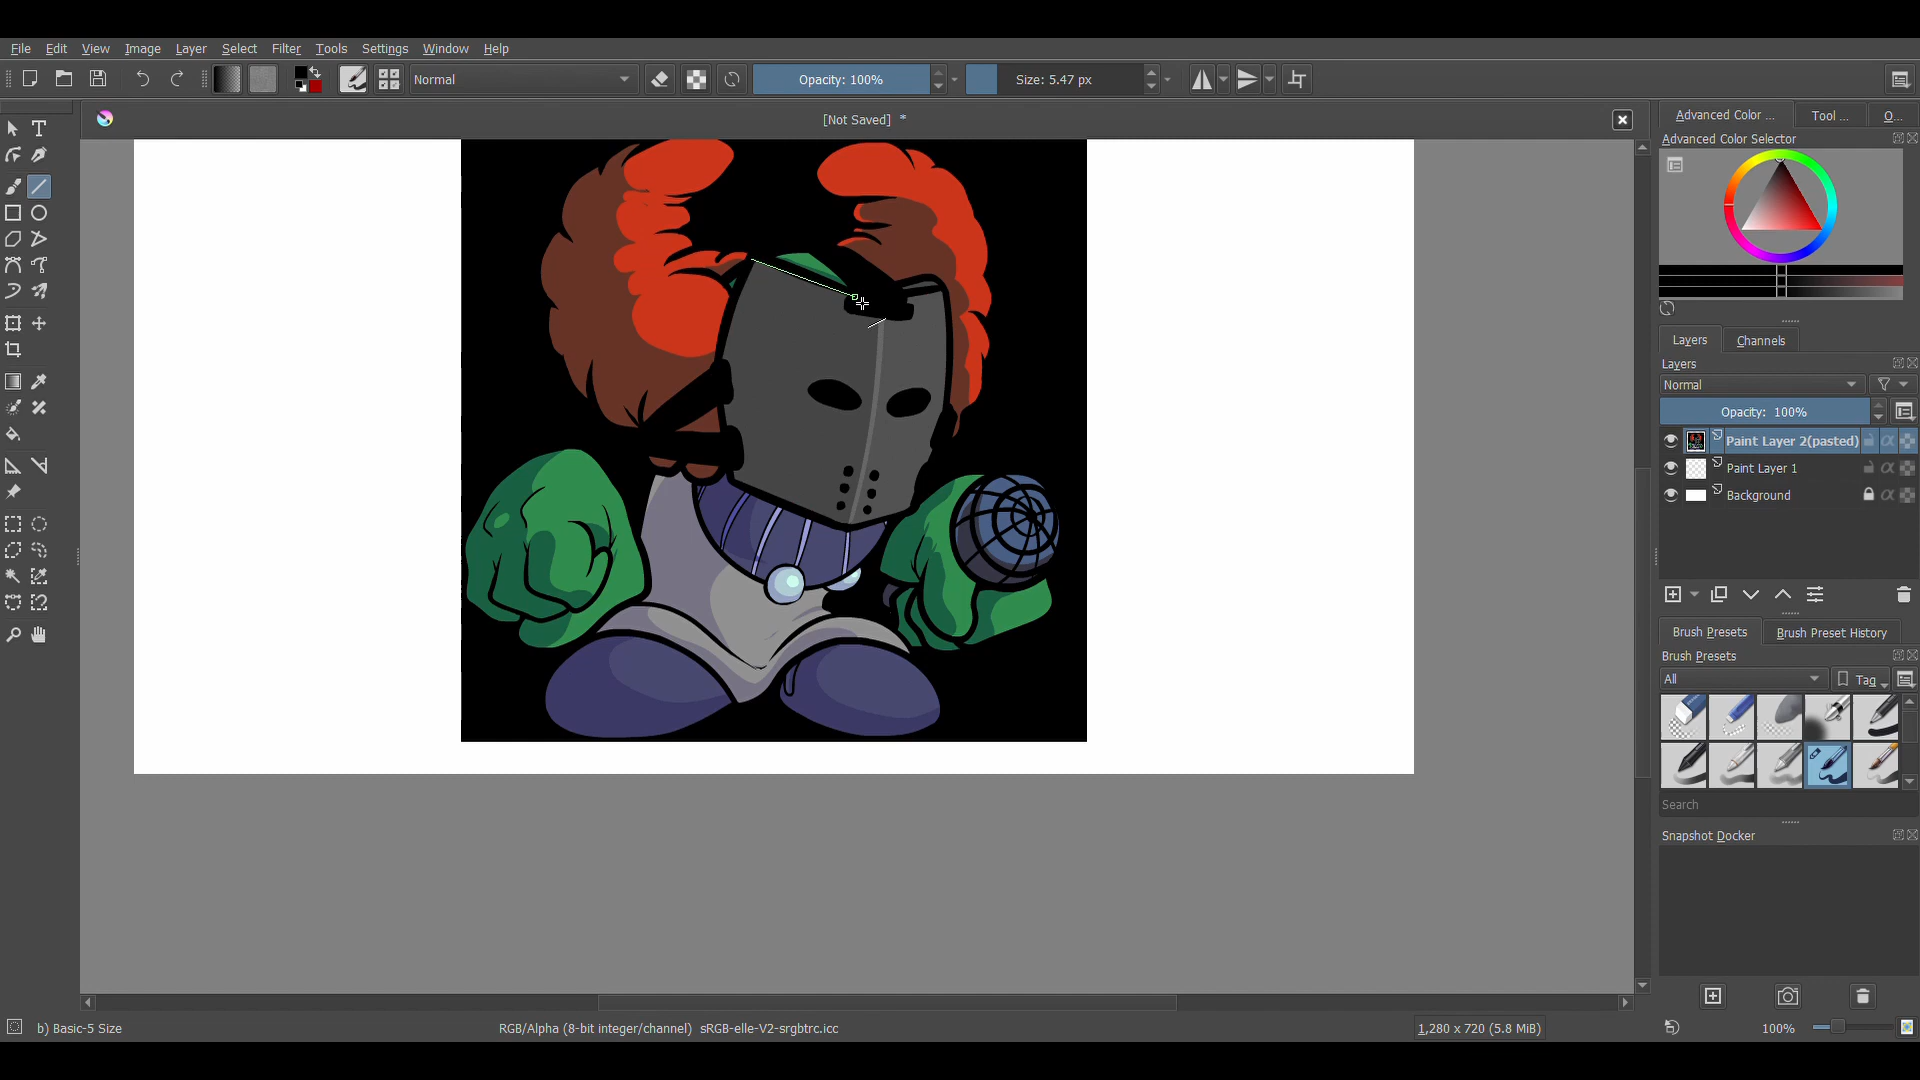 File Edit View Image Layer Select Filter Tools Settings Window Help
Normal
Opacity: 100%
Size: 5.47 px
[Not Saved] *
Advanced Color ... Tool ... O...
Advanced Color Selector
Layers Channels
Layers
Normal
Opacity: 100%
Paint Layer 2(pasted)
Paint Layer 1
Background
Brush Presets Brush Preset History
Brush Presets
All Tag
Search
Snapshot Docker
b) Basic-5 Size RGB/Alpha (8-bit integer/channel) sRGB-elle-V2-srgbtrc.icc 1,280 x 720 (5.8 MiB) 100%